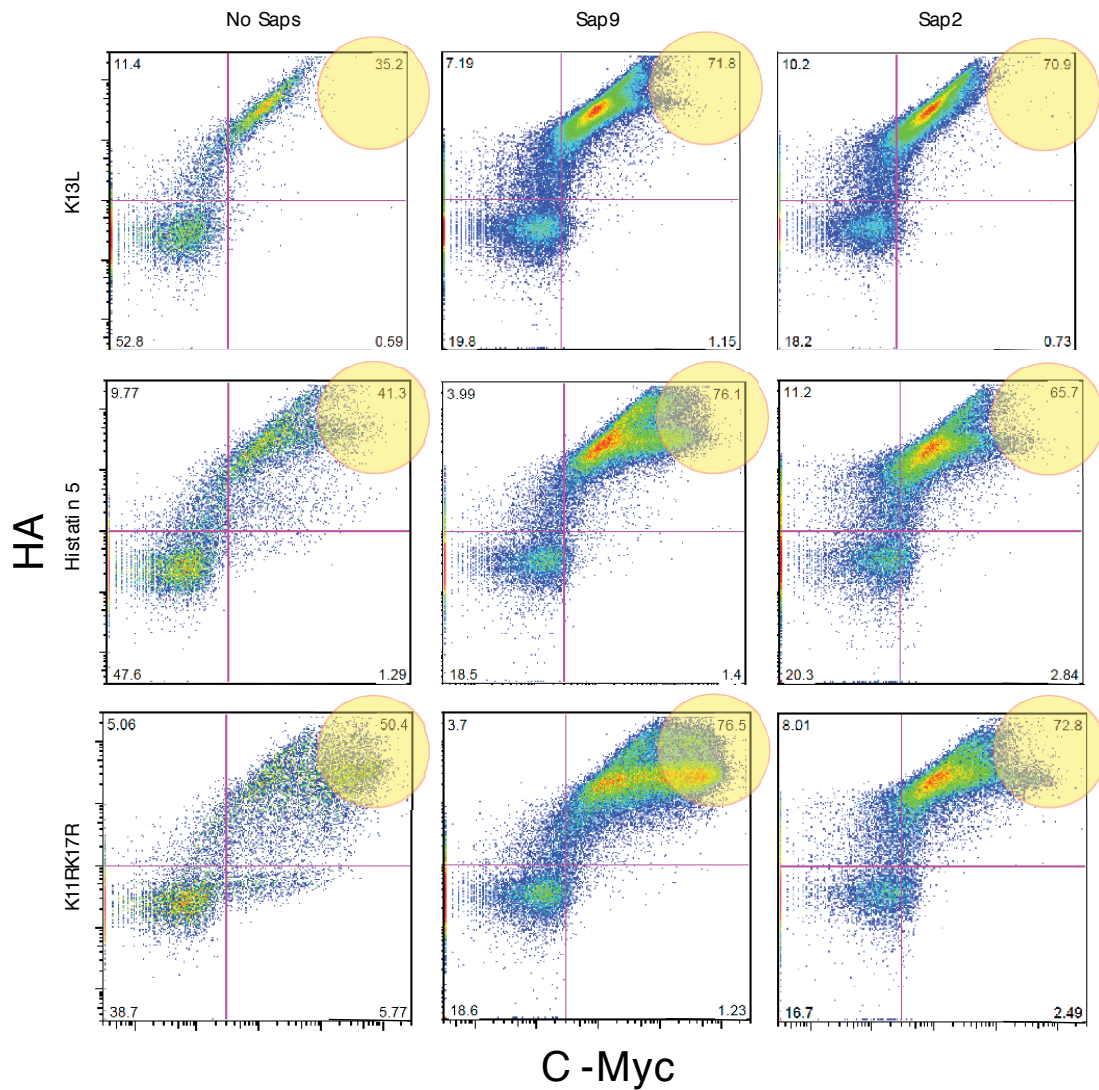 No Saps Sap9 Sap2
11.4 35.2 7.19 71.8 10.2 70.9
K13L
52.8 0.59 19.8 1.15 18.2 0.73
9.77 41.3 3.99 76.1 11.2 65.7
HA
Histatin 5
47.6 1.29 18.5 1.4 20.3 2.84
5.06 50.4 3.7 76.5 8.01 72.8
K11RK17R
38.7 5.77 18.6 1.23 16.7 2.49
C-Myc